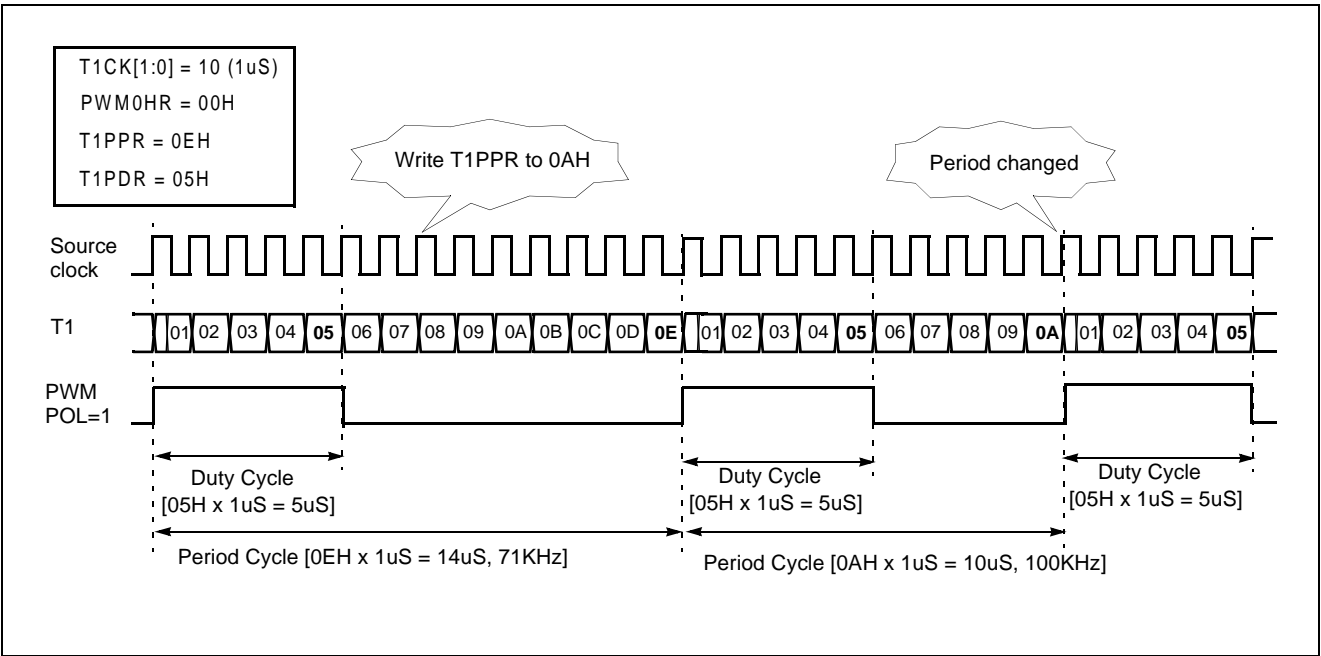 T1CK[1:0] = 10 (1uS)
PWM0HR = 00H
T1PPR = 0EH
T1PDR = 05H
Write T1PPR to 0AH
Period changed
Source
clock
T1
01 02 03 04 05 06 07 08 09 0A 0B 0C 0D 0E 01 02 03 04 05 06 07 08 09 0A 01 02 03 04 05
PWM
POL=1
Duty Cycle
[05H x 1uS = 5uS]
Duty Cycle
[05H x 1uS = 5uS]
Duty Cycle
[05H x 1uS = 5uS]
Period Cycle [0EH x 1uS = 14uS, 71KHz]
Period Cycle [0AH x 1uS = 10uS, 100KHz]